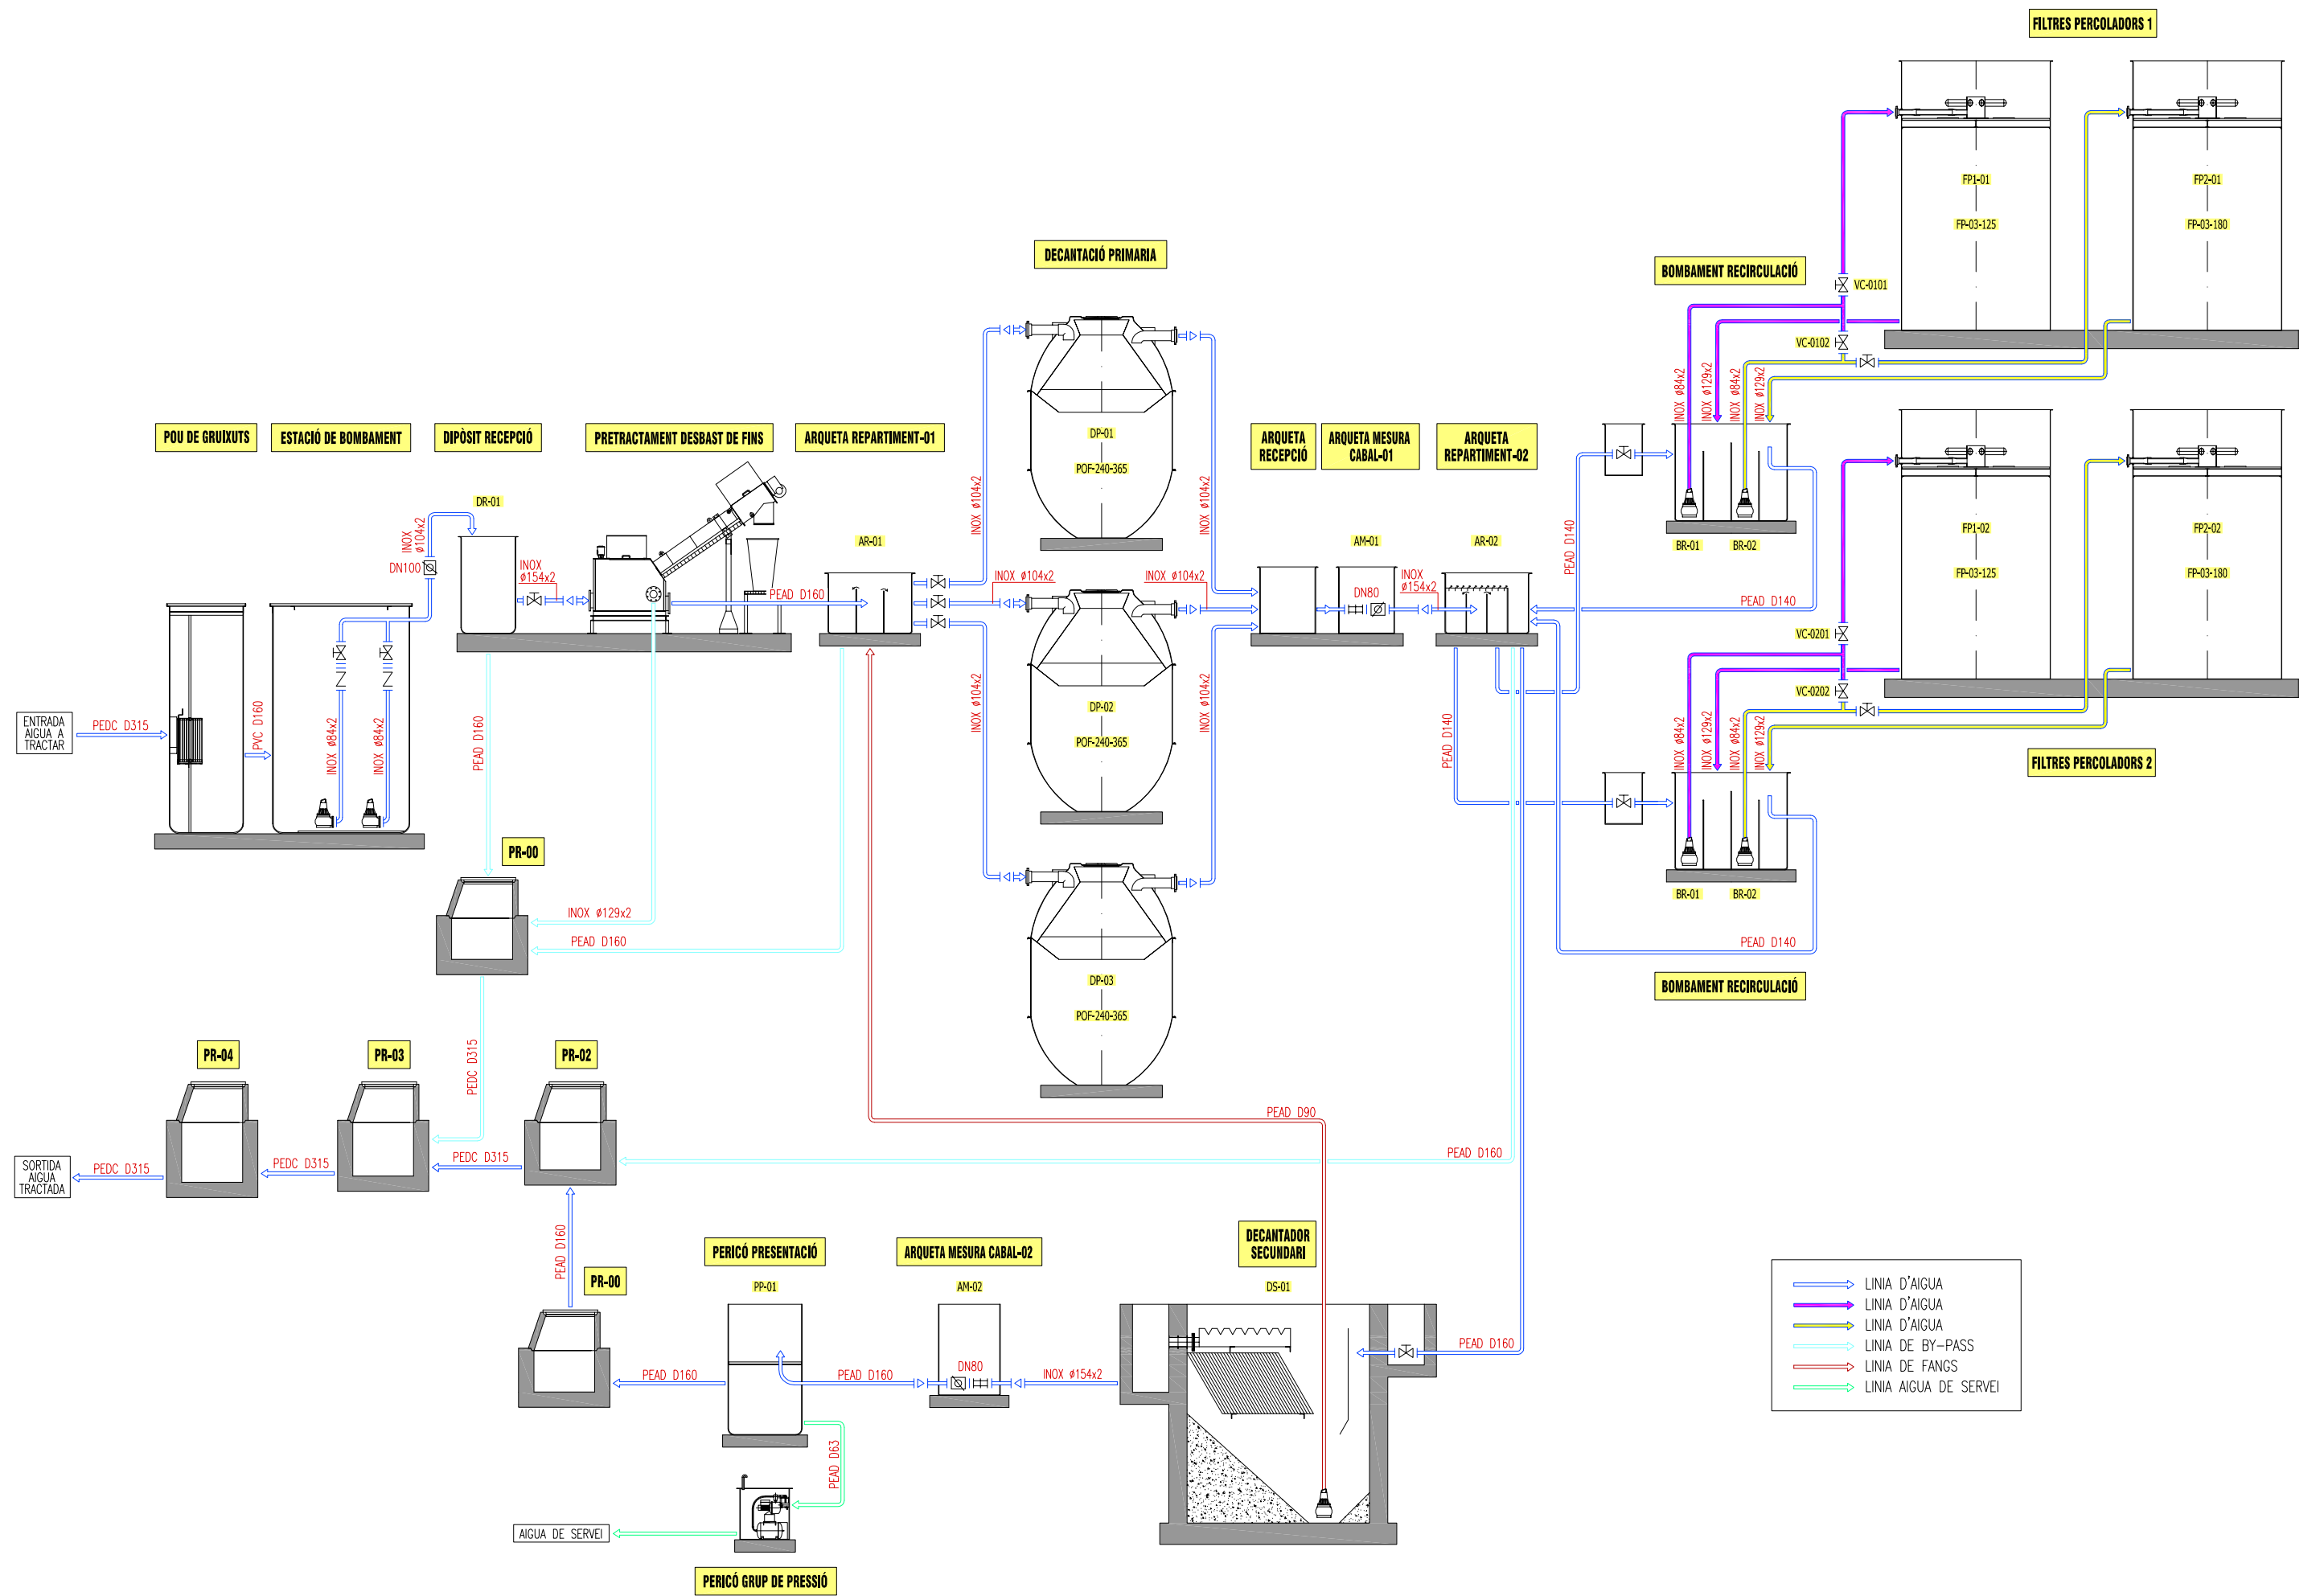 FILTRES PERCOLADORS 1
FP1-01
FP-03-125
FP2-01
FP-03-180
DECANTACIÓ PRIMARIA
BOMBAMENT RECIRCULACIÓ
VC-0101
VC-0102
INOX ø84x2
INOX ø129x2
INOX ø84x2
INOX ø129x2
BR-01
BR-02
POU DE GRUIXUTS
ESTACIÓ DE BOMBAMENT
DIPÒSIT RECEPCIÓ
PRETRACTAMENT DESBAST DE FINS
ARQUETA REPARTIMENT-01
DP-01
POF-240-365
ARQUETA
RECEPCIÓ
ARQUETA MESURA
CABAL-01
ARQUETA
REPARTIMENT-02
DR-01
INOX
ø104x2
DN100
INOX
ø154x2
AR-01
PEAD D160
INOX ø104x2
INOX ø104x2
INOX ø104x2
INOX ø104x2
INOX ø104x2
INOX ø104x2
AM-01
DN80
INOX
ø154x2
AR-02
PEAD D140
PEAD D140
FP1-02
FP-03-125
FP2-02
FP-03-180
VC-0201
VC-0202
INOX ø84x2
INOX ø129x2
INOX ø84x2
INOX ø129x2
FILTRES PERCOLADORS 2
BR-01
BR-02
PEAD D140
PEAD D140
BOMBAMENT RECIRCULACIÓ
ENTRADA
AIGUA A
TRACTAR
PEDC D315
PVC D160
INOX ø84x2
INOX ø84x2
PEAD D160
DP-02
POF-240-365
PR-00
INOX ø129x2
PEAD D160
DP-03
POF-240-365
PEDC D315
PR-04
PR-03
PR-02
SORTIDA
AIGUA
TRACTADA
PEDC D315
PEDC D315
PEDC D315
PEAD D90
PEAD D160
PEAD D160
PR-00
PERICÓ PRESENTACIÓ
PP-01
ARQUETA MESURA CABAL-02
AM-02
DECANTADOR
SECUNDARI
DS-01
PEAD D160
PEAD D160
PEAD D160
DN80
INOX ø154x2
PEAD D63
AIGUA DE SERVEI
PERICÓ GRUP DE PRESSIÓ
LINIA D'AIGUA
LINIA D'AIGUA
LINIA D'AIGUA
LINIA DE BY-PASS
LINIA DE FANGS
LINIA AIGUA DE SERVEI